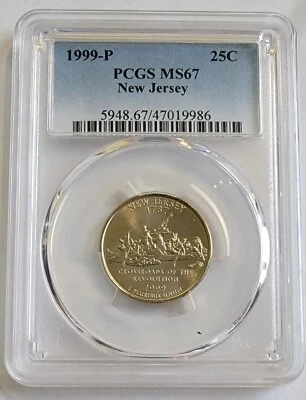 1999-P 25C
PCGS MS67
New Jersey
5948.67/47019986
NEW JERSEY
1787
CROSSROADS OF THE
REVOLUTION
1999
E PLURIBUS UNUM